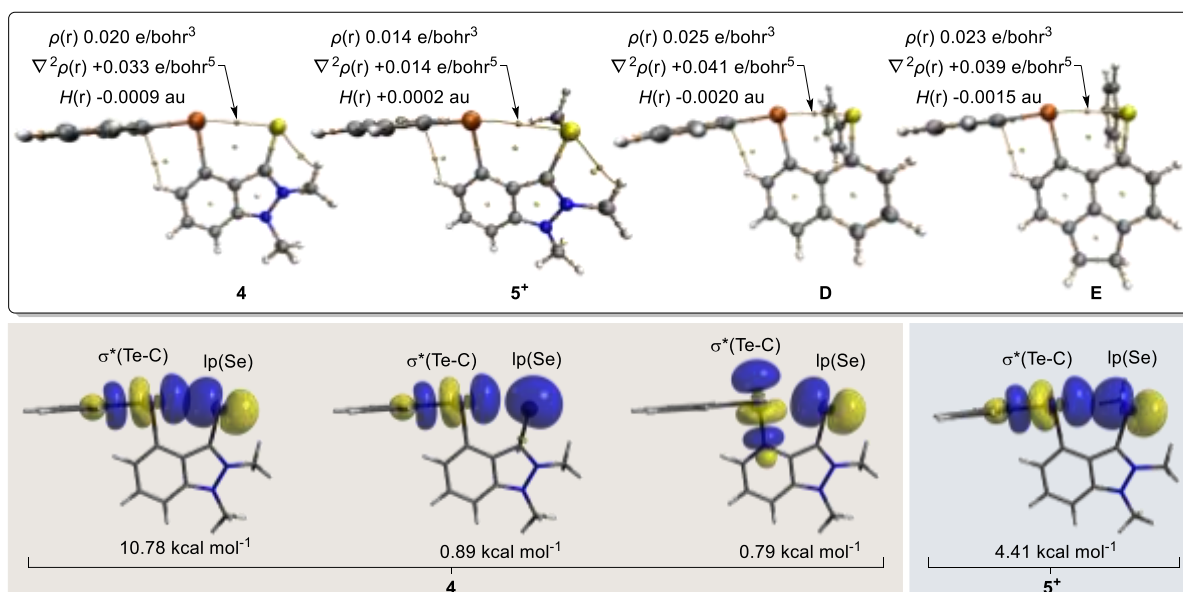 ρ(r) 0.020 e/bohr³
∇²ρ(r) +0.033 e/bohr⁵
H(r) -0.0009 au
4
ρ(r) 0.014 e/bohr³
∇²ρ(r) +0.014 e/bohr⁵
H(r) +0.0002 au
5⁺
ρ(r) 0.025 e/bohr³
∇²ρ(r) +0.041 e/bohr⁵
H(r) -0.0020 au
D
ρ(r) 0.023 e/bohr³
∇²ρ(r) +0.039 e/bohr⁵
H(r) -0.0015 au
E
σ*(Te-C) lp(Se)
10.78 kcal mol⁻¹
σ*(Te-C) lp(Se)
0.89 kcal mol⁻¹
σ*(Te-C) lp(Se)
0.79 kcal mol⁻¹
4
σ*(Te-C) lp(Se)
4.41 kcal mol⁻¹
5⁺